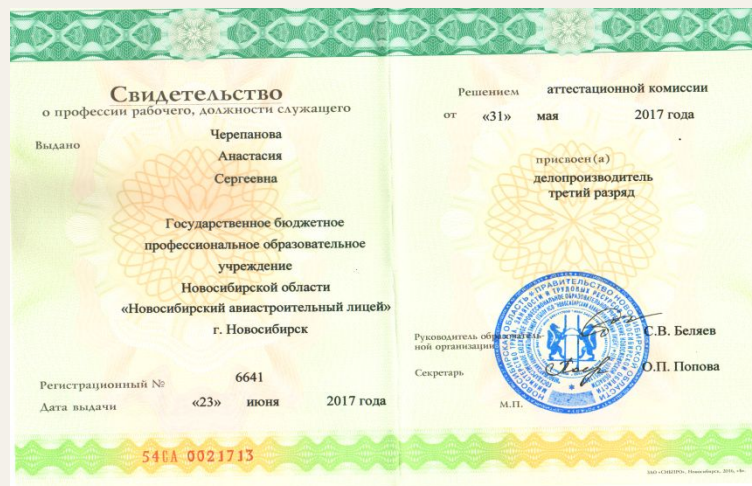 Свидетельство
о профессии рабочего, должности служащего
Выдано
Черепанова
Анастасия
Сергеевна
Государственное бюджетное
профессиональное образовательное
учреждение
Новосибирской области
«Новосибирский авиастроительный лицей»
г. Новосибирск
Регистрационный № 6641
Дата выдачи «23» июня 2017 года
54СА 0021713
Решением аттестационной комиссии
от «31» мая 2017 года
присвоен(а)
делопроизводитель
третий разряд
Руководитель образователь-
ной организации
С.В. Беляев
Секретарь
О.П. Попова
М.П.